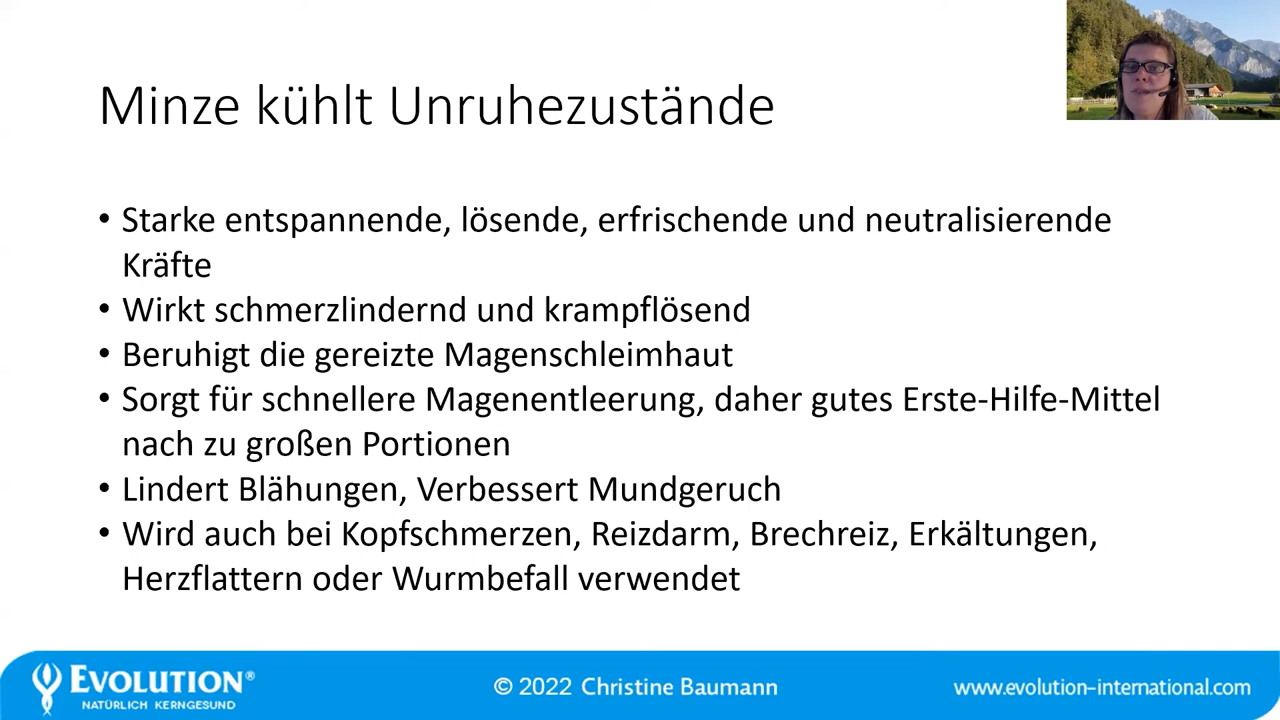 Minze kühlt Unruhezustände
• Starke entspannende, lösende, erfrischende und neutralisierende
Kräfte
• Wirkt schmerzlindernd und krampflösend
• Beruhigt die gereizte Magenschleimhaut
• Sorgt für schnellere Magenentleerung, daher gutes Erste-Hilfe-Mittel
nach zu großen Portionen
• Lindert Blähungen, Verbessert Mundgeruch
• Wird auch bei Kopfschmerzen, Reizdarm, Brechreiz, Erkältungen,
Herzflattern oder Wurmbefall verwendet
EVOLUTION®
NATÜRLICH KERNGESUND
© 2022 Christine Baumann
www.evolution-international.com